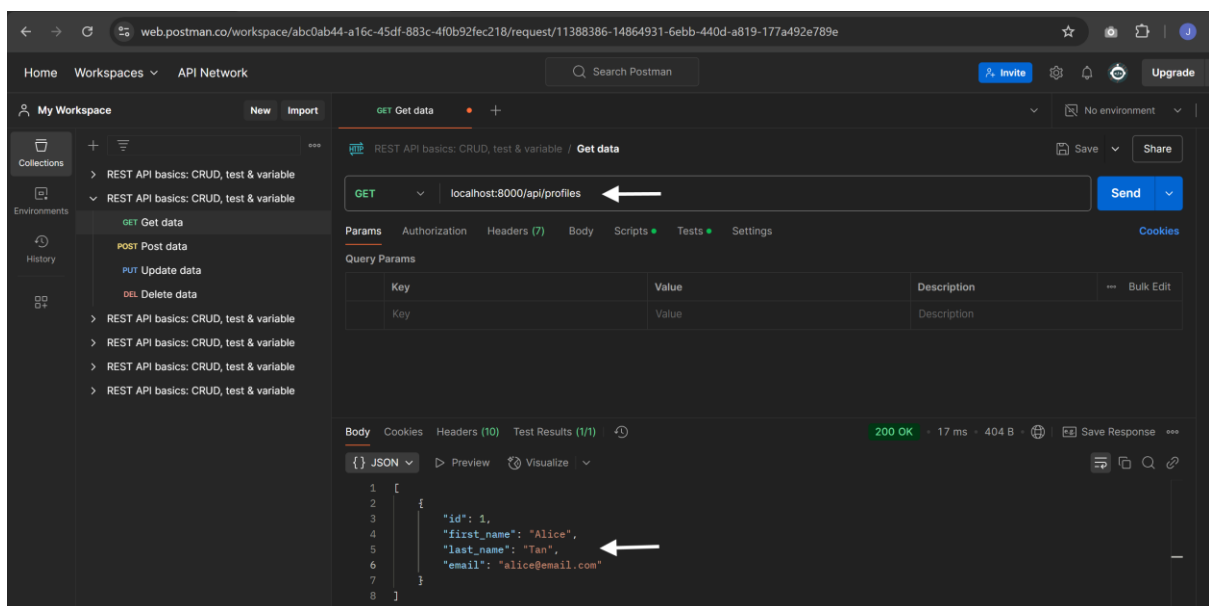 web.postman.co/workspace/abc0ab44-a16c-45df-883c-4f0b92fec218/request/11388386-14864931-6ebb-440d-a819-177a492e789e
J
Home Workspaces API Network Search Postman Invite Upgrade
My Workspace New Import GET Get data No environment
Collections
Environments
History
REST API basics: CRUD, test & variable
REST API basics: CRUD, test & variable
GET Get data
POST Post data
PUT Update data
DEL Delete data
REST API basics: CRUD, test & variable
REST API basics: CRUD, test & variable
REST API basics: CRUD, test & variable
REST API basics: CRUD, test & variable
HTTP REST API basics: CRUD, test & variable / Get data Save Share
GET localhost:8000/api/profiles Send
Params Authorization Headers (7) Body Scripts Tests Settings Cookies
Query Params
Key Value Description Bulk Edit
Key Value Description
Body Cookies Headers (10) Test Results (1/1) 200 OK 17 ms 404 B Save Response
{} JSON Preview Visualize
1 [
2 {
3 "id": 1,
4 "first_name": "Alice",
5 "last_name": "Tan",
6 "email": "alice@email.com"
7 }
8 ]